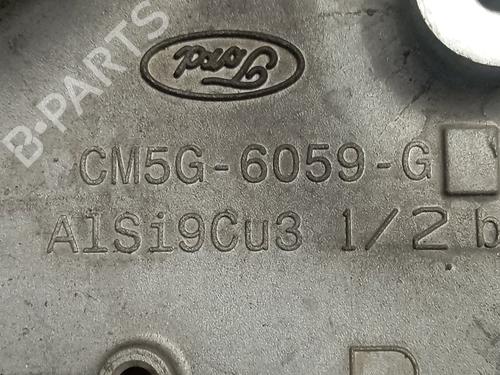 B-PARTS
Ford
CM5G-6059-G
AlSi9Cu3 1/2 b